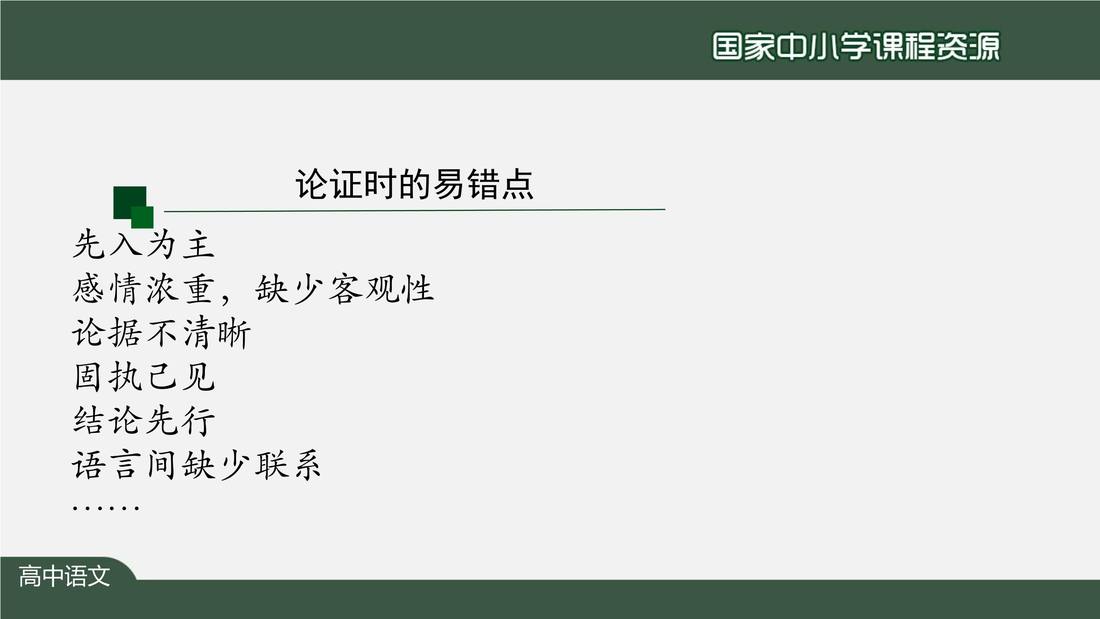 国家中小学课程资源
论证时的易错点
先入为主
感情浓重，缺少客观性
论据不清晰
固执己见
结论先行
语言间缺少联系
……
高中语文